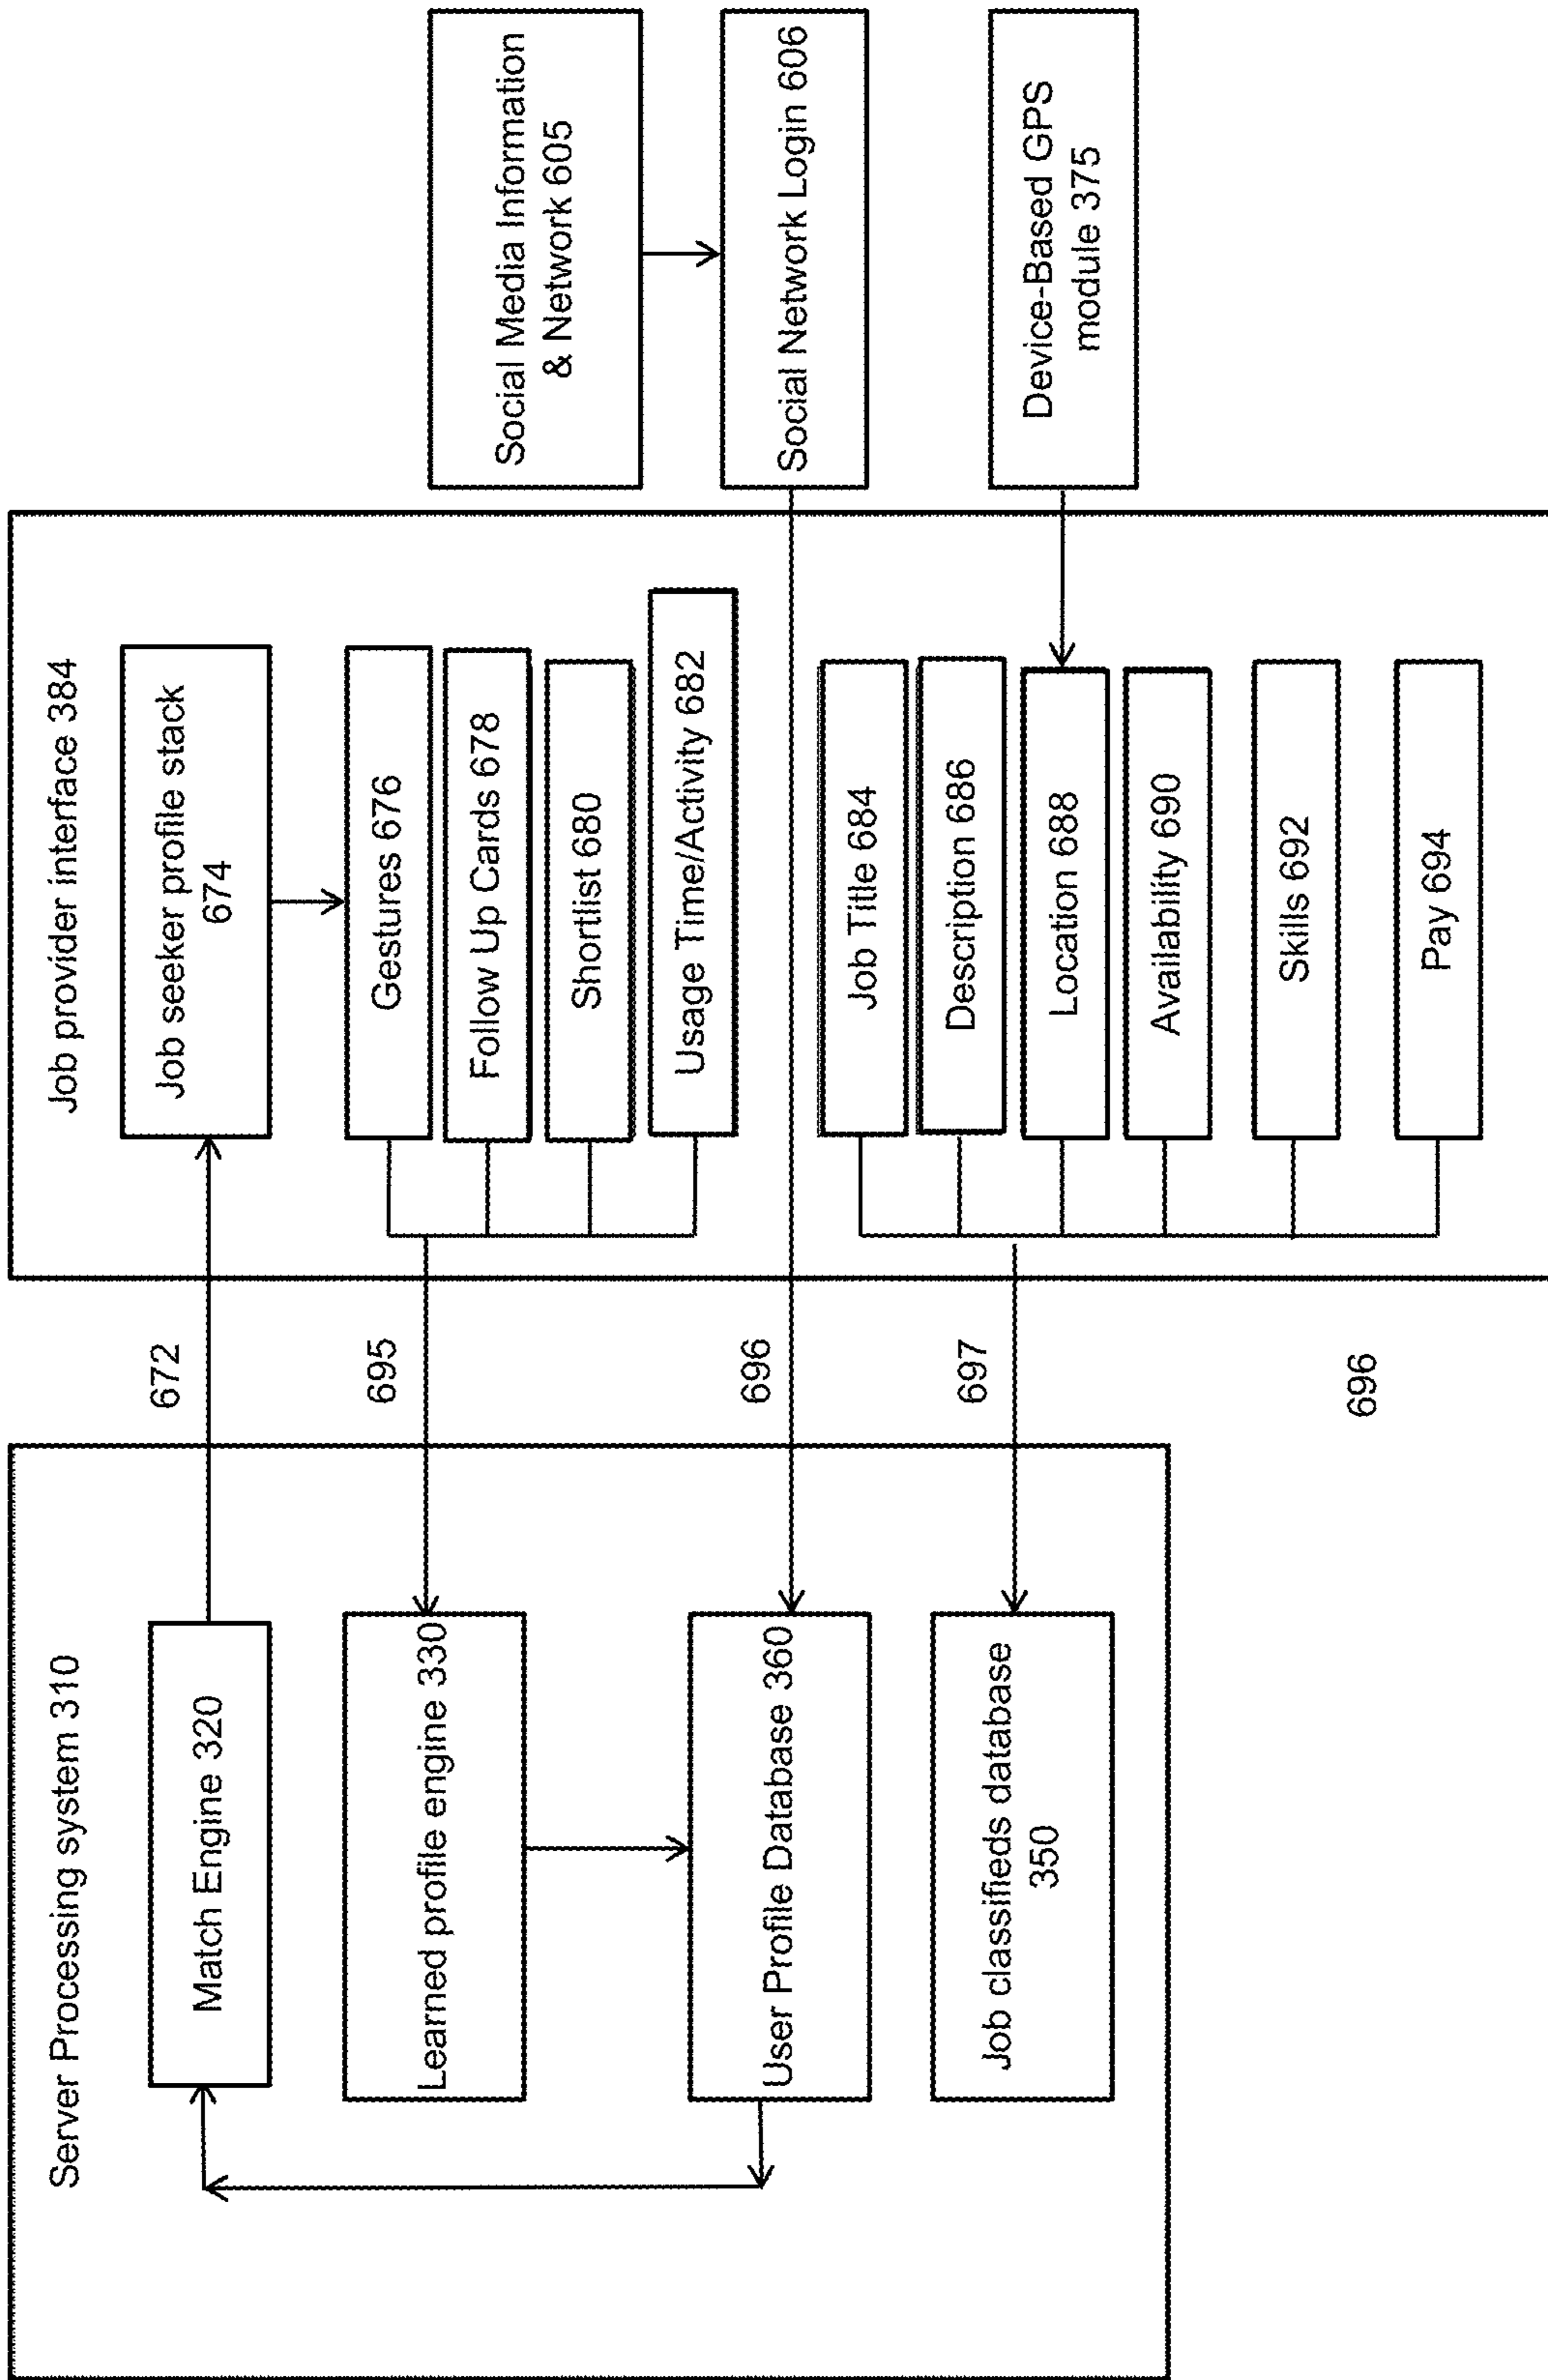 Server Processing system 310
Match Engine 320
Learned profile engine 330
User Profile Database 360
Job classifieds database
350
672
695
696
697
696
Job provider interface 384
Job seeker profile stack
674
Gestures 676
Follow Up Cards 678
Shortlist 680
Usage Time/Activity 682
Job Title 684
Description 686
Location 688
Availability 690
Skills 692
Pay 694
Social Media Information
& Network 605
Social Network Login 606
Device-Based GPS
module 375